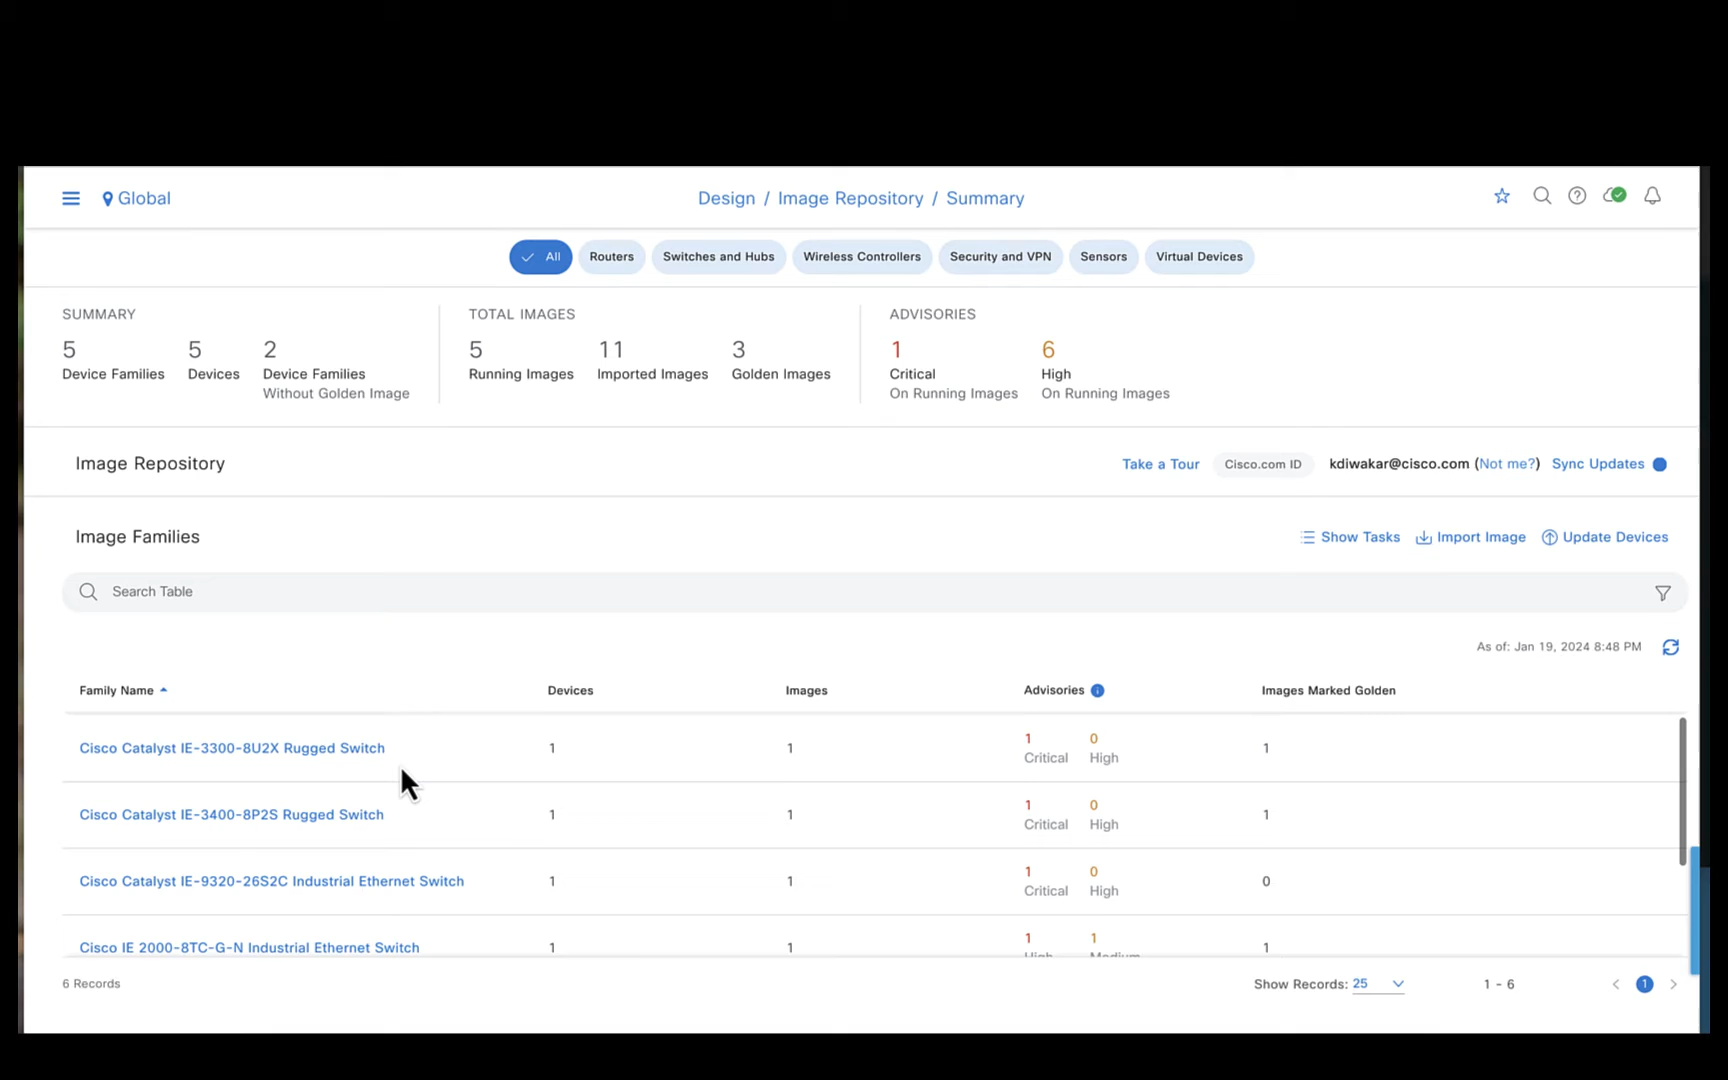 Global
Design / Image Repository / Summary
All
Routers
Switches and Hubs
Wireless Controllers
Security and VPN
Sensors
Virtual Devices
SUMMARY
5
Device Families
5
Devices
2
Device Families
Without Golden Image
TOTAL IMAGES
5
Running Images
11
Imported Images
3
Golden Images
ADVISORIES
1
Critical
On Running Images
6
High
On Running Images
Image Repository
Take a Tour
Cisco.com ID
kdiwakar@cisco.com (Not me?)
Sync Updates
Image Families
Show Tasks
Import Image
Update Devices
Search Table
As of: Jan 19, 2024 8:48 PM
Family Name Devices Images Advisories Images Marked Golden
Cisco Catalyst IE-3300-8U2X Rugged Switch 1 1 1 0 1
Critical High
Cisco Catalyst IE-3400-8P2S Rugged Switch 1 1 1 0 1
Critical High
Cisco Catalyst IE-9320-26S2C Industrial Ethernet Switch 1 1 1 0 0
Critical High
Cisco IE 2000-8TC-G-N Industrial Ethernet Switch 1 1 1 1 1
High Medium
6 Records
Show Records: 25
1 - 6
1